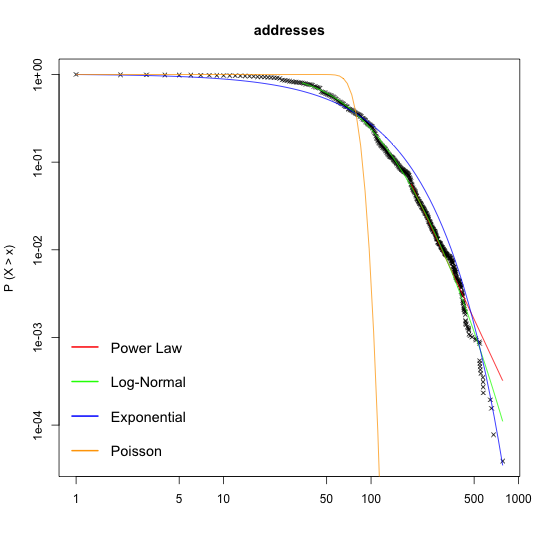 addresses
P (X > x)
1e+00
1e-01
1e-02
1e-03
1e-04
Power Law
Log-Normal
Exponential
Poisson
1 5 10 50 100 500 1000